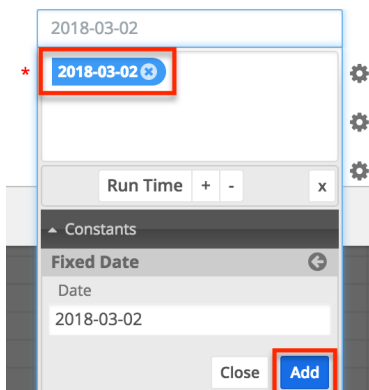 2018-03-02
* 2018-03-02
Run Time + - x
Constants
Fixed Date
Date
2018-03-02
Close Add